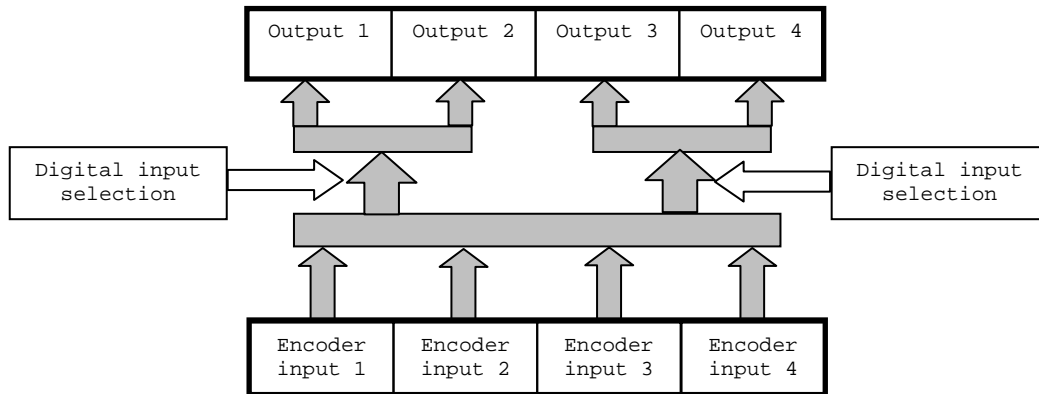 Output 1
Output 2
Output 3
Output 4
Digital input
selection
Digital input
selection
Encoder
input 1
Encoder
input 2
Encoder
input 3
Encoder
input 4